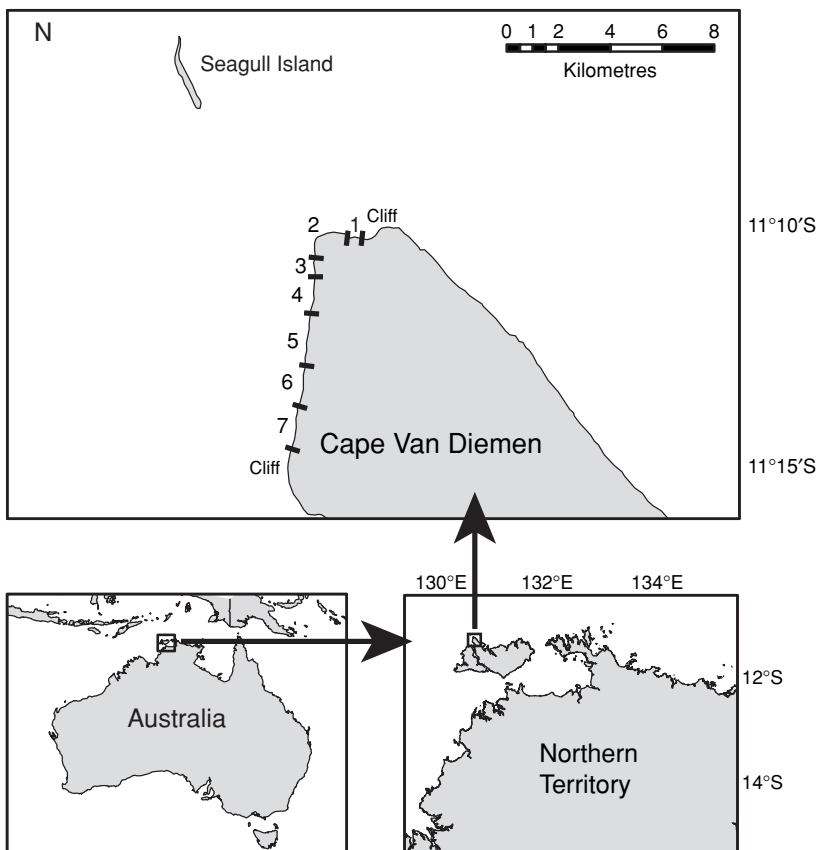 N
Seagull Island
0 1 2 4 6 8
Kilometres
Cliff
1
2
3
4
5
6
7
Cliff
Cape Van Diemen
11°10′S
11°15′S
130°E 132°E 134°E
12°S
14°S
Australia
Northern
Territory